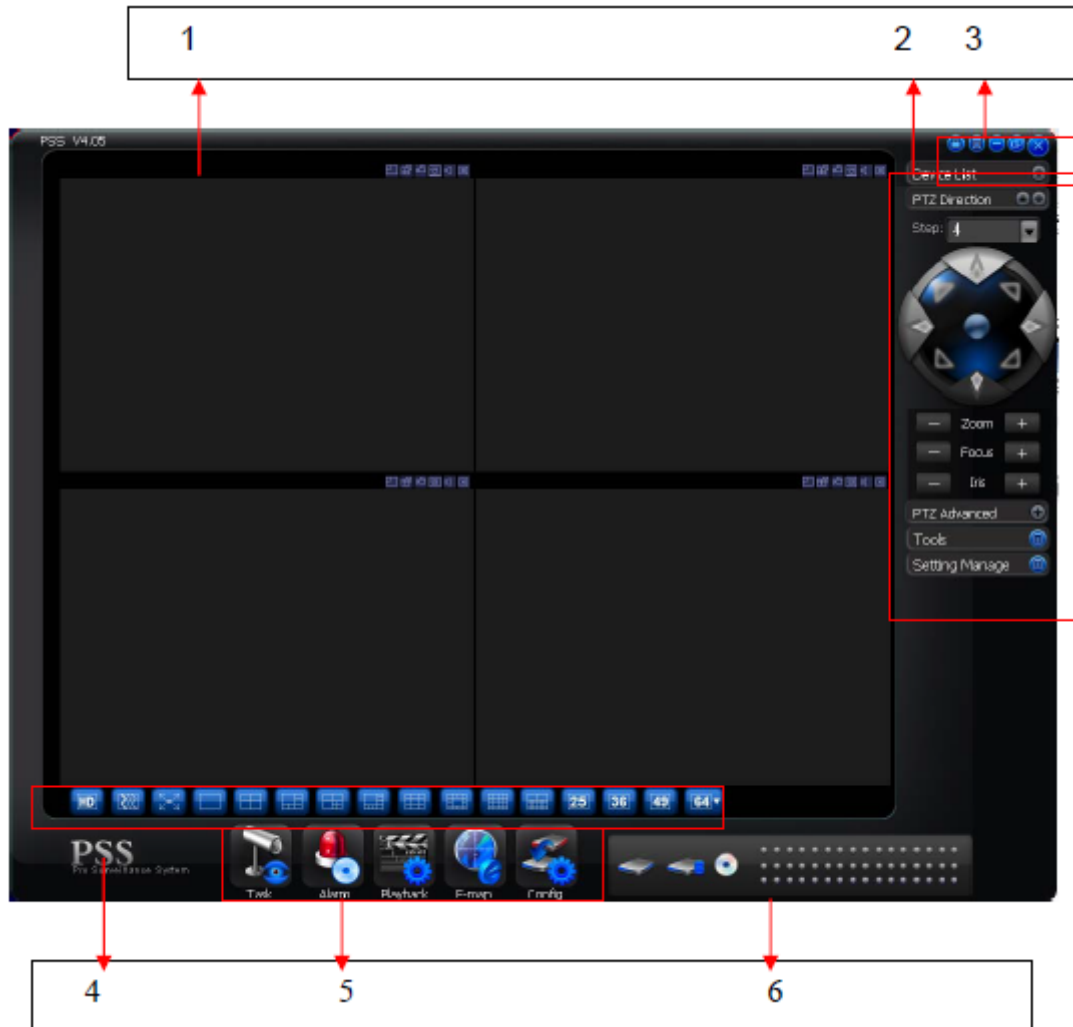 1 2 3
PSS V4.05
Device List
PTZ Direction
Step: 4
Zoom
Focus
Iris
PTZ Advanced
Tools
Setting Manage
HD 25 36 49 64
PSS
Pro Surveillance System
Task Alarm Playback E-map Config
4 5 6